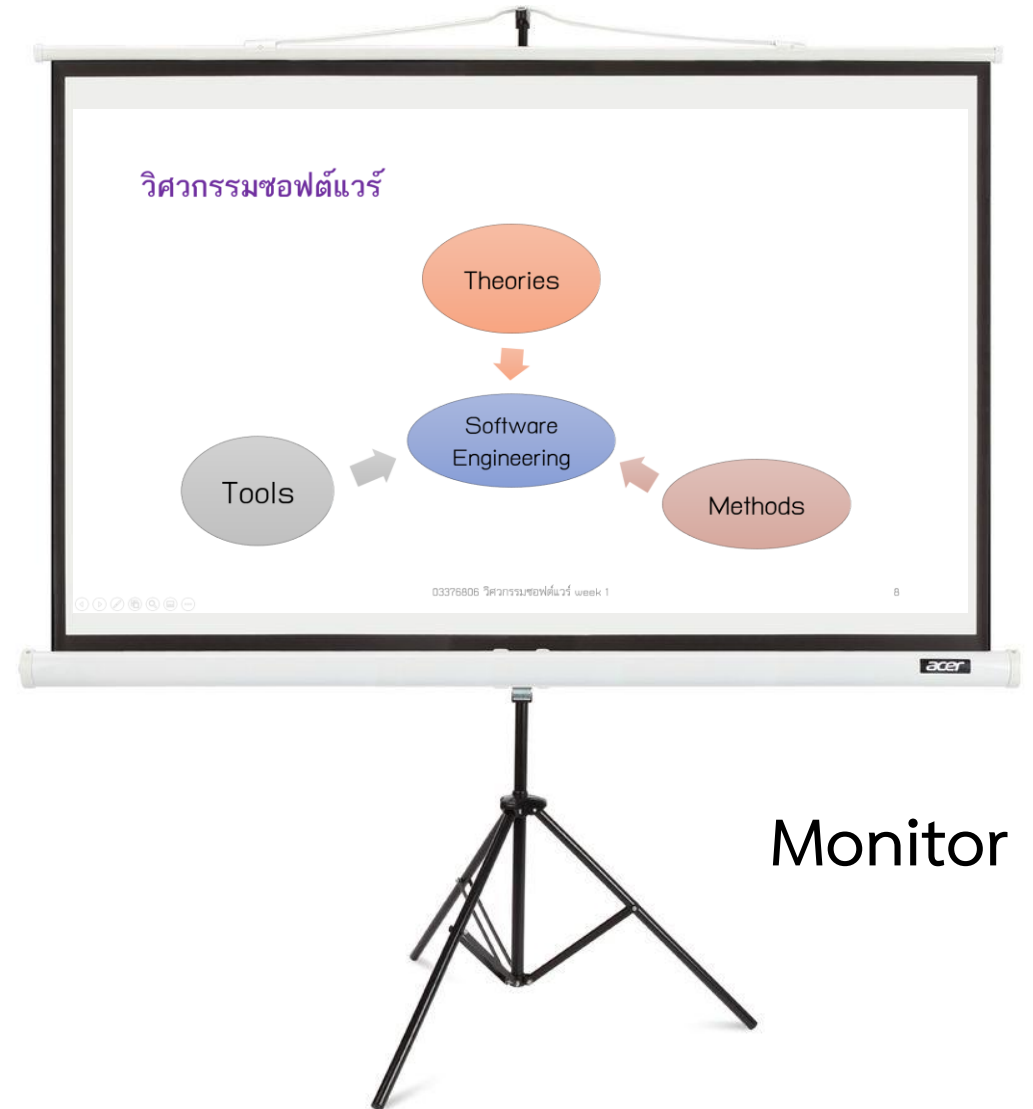 วิศวกรรมซอฟต์แวร์
Theories
Software
Engineering
Tools
Methods
03376806 วิศวกรรมซอฟต์แวร์ week 1
8
acer
Monitor